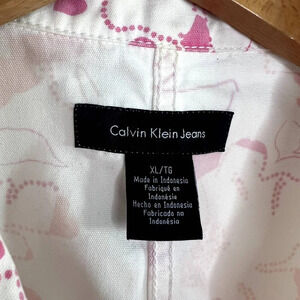 Calvin Klein Jeans
XL/TG
Made in Indonesia
Fabriqué en
Indonésie
Hecho en Indonesia
Fabricado na
Indonésia